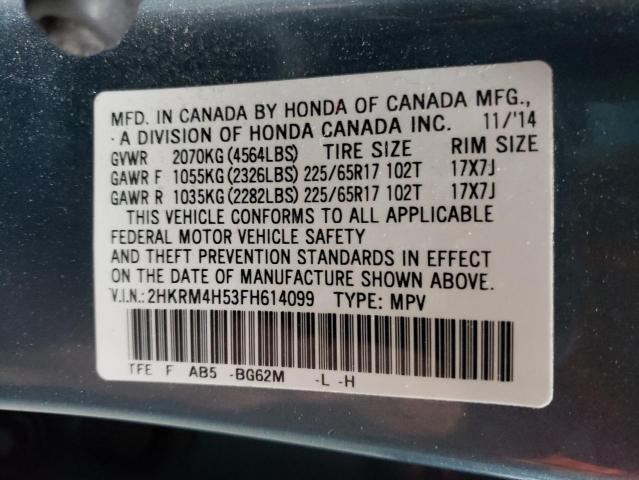 MFD. IN CANADA BY HONDA OF CANADA MFG.,
- A DIVISION OF HONDA CANADA INC. 11/'14
GVWR 2070KG (4564LBS) TIRE SIZE RIM SIZE
GAWR F 1055KG (2326LBS) 225/65R17 102T 17X7J
GAWR R 1035KG (2282LBS) 225/65R17 102T 17X7J
THIS VEHICLE CONFORMS TO ALL APPLICABLE
FEDERAL MOTOR VEHICLE SAFETY
AND THEFT PREVENTION STANDARDS IN EFFECT
ON THE DATE OF MANUFACTURE SHOWN ABOVE.
V.I.N.: 2HKRM4H53FH614099 TYPE: MPV
TFE F AB5 -BG62M -L -H